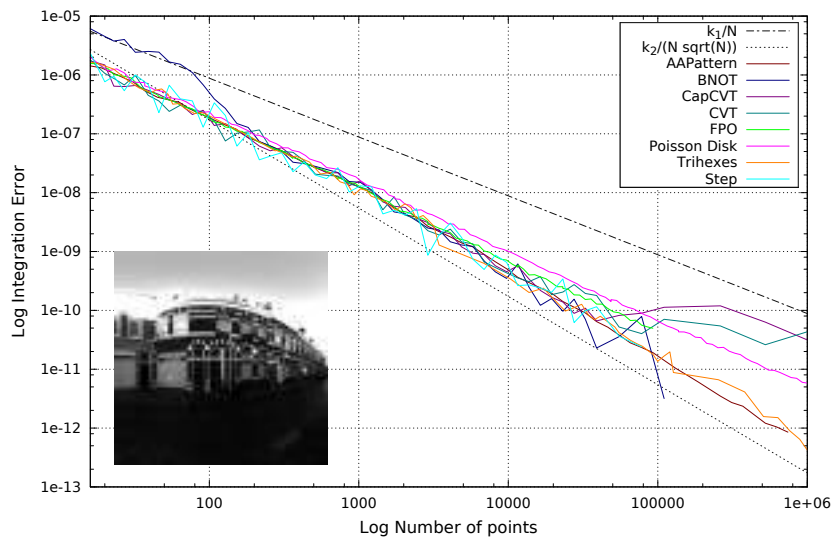 1e-05
1e-06
1e-07
1e-08
1e-09
1e-10
1e-11
1e-12
1e-13
Log Integration Error
k1/N
k2/(N sqrt(N))
AAPattern
BNOT
CapCVT
CVT
FPO
Poisson Disk
Trihexes
Step
100
1000
10000
100000
1e+06
Log Number of points